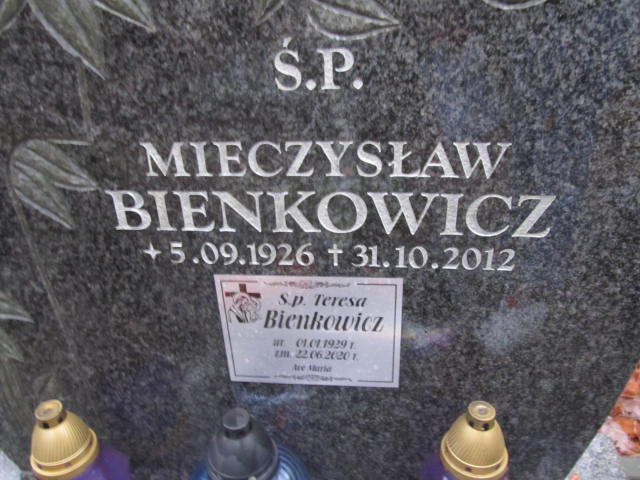 Ś.P.
MIECZYSŁAW
BIENKOWICZ
5.09.1926 † 31.10.2012
Ś.p. Teresa
Bienkowicz
ur. 01.01.1929 r.
zm. 22.06.2020 r.
Ave Maria